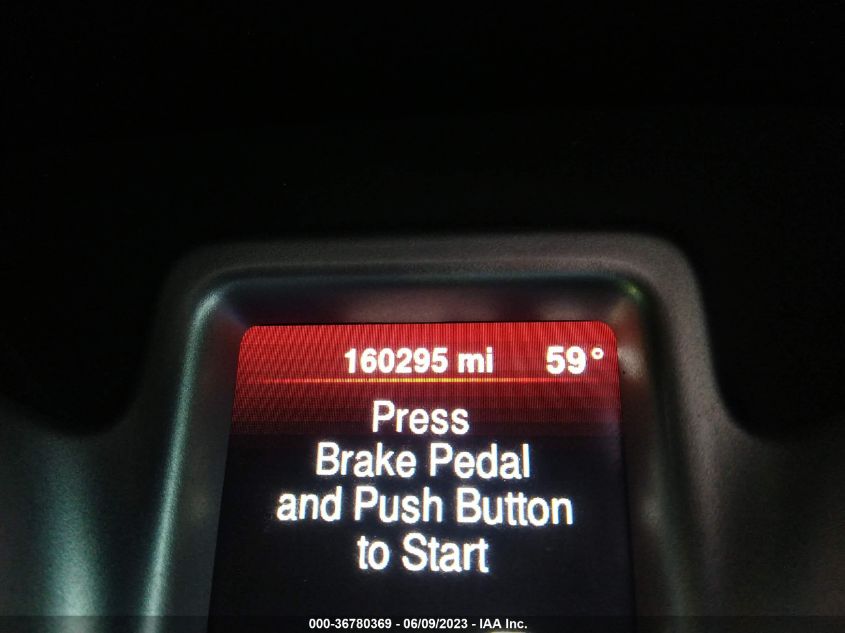 160295 mi 59°
Press
Brake Pedal
and Push Button
to Start
000-36780369 - 06/09/2023 - IAA Inc.